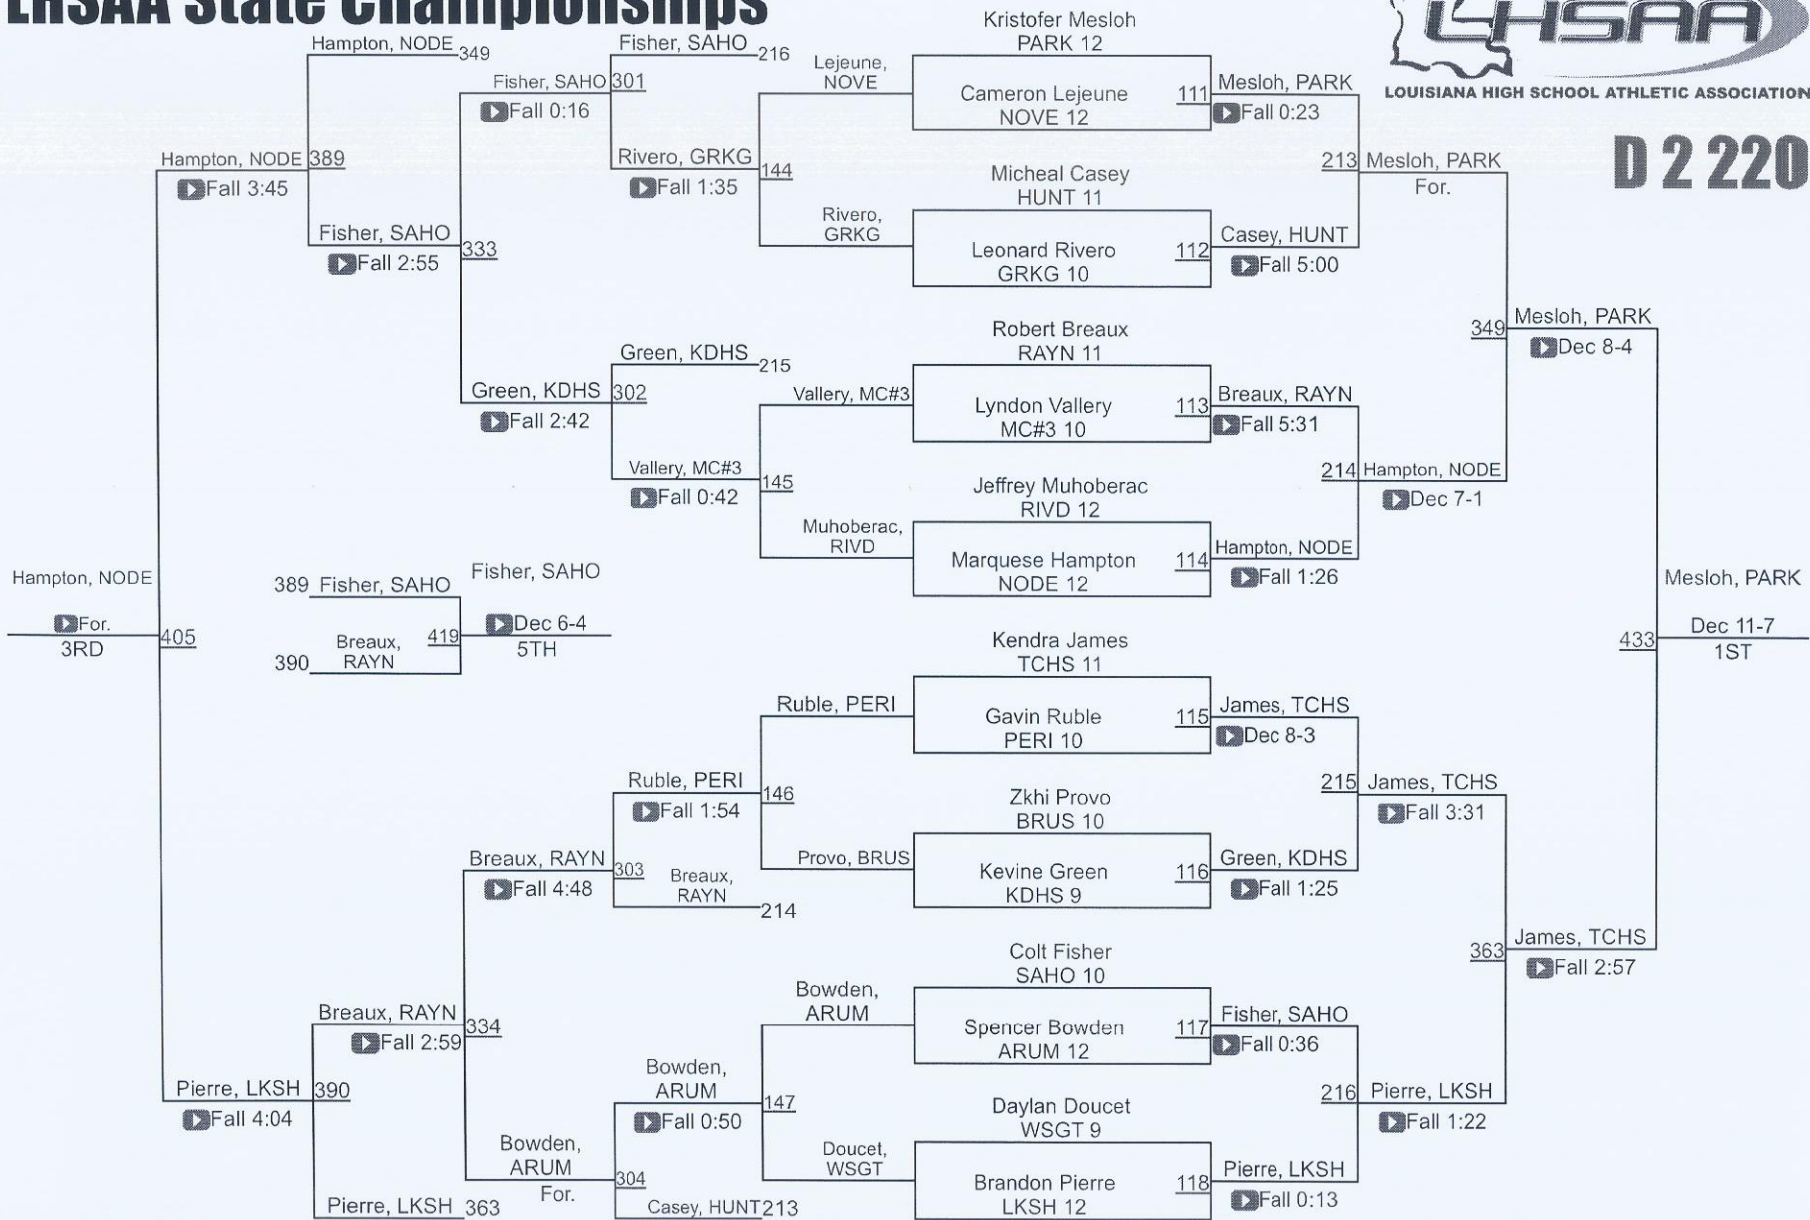 LHSAA State Championships
LHSAA
LOUISIANA HIGH SCHOOL ATHLETIC ASSOCIATION
D 2 220
Kristofer Mesloh
PARK 12
Cameron Lejeune
NOVE 12
111
Mesloh, PARK
Fall 0:23
Micheal Casey
HUNT 11
Leonard Rivero
GRKG 10
112
Casey, HUNT
Fall 5:00
213
Mesloh, PARK
For.
Robert Breaux
RAYN 11
Lyndon Vallery
MC#3 10
113
Breaux, RAYN
Fall 5:31
Jeffrey Muhoberac
RIVD 12
Marquese Hampton
NODE 12
114
Hampton, NODE
Fall 1:26
214
Hampton, NODE
Dec 7-1
349
Mesloh, PARK
Dec 8-4
Kendra James
TCHS 11
Gavin Ruble
PERI 10
115
James, TCHS
Dec 8-3
Zkhi Provo
BRUS 10
Kevine Green
KDHS 9
116
Green, KDHS
Fall 1:25
215
James, TCHS
Fall 3:31
Colt Fisher
SAHO 10
Spencer Bowden
ARUM 12
117
Fisher, SAHO
Fall 0:36
Daylan Doucet
WSGT 9
Brandon Pierre
LKSH 12
118
Pierre, LKSH
Fall 0:13
216
Pierre, LKSH
Fall 1:22
363
James, TCHS
Fall 2:57
433
Mesloh, PARK
Dec 11-7
1ST
Lejeune,
NOVE
Rivero,
GRKG
144
Rivero, GRKG
Fall 1:35
Fisher, SAHO
216
301
Fisher, SAHO
Fall 0:16
Vallery, MC#3
Muhoberac,
RIVD
145
Vallery, MC#3
Fall 0:42
Green, KDHS
215
302
Green, KDHS
Fall 2:42
333
Fisher, SAHO
Fall 2:55
Hampton, NODE
349
389
Hampton, NODE
Fall 3:45
Hampton, NODE
For.
3RD
405
389 Fisher, SAHO
390
Breaux,
RAYN
419
Fisher, SAHO
Dec 6-4
5TH
Ruble, PERI
Provo, BRUS
146
Ruble, PERI
Fall 1:54
Breaux,
RAYN
214
303
Breaux, RAYN
Fall 4:48
Bowden,
ARUM
Doucet,
WSGT
147
Bowden,
ARUM
Fall 0:50
Casey, HUNT
213
304
Bowden,
ARUM
For.
334
Breaux, RAYN
Fall 2:59
Pierre, LKSH 363
390
Pierre, LKSH
Fall 4:04